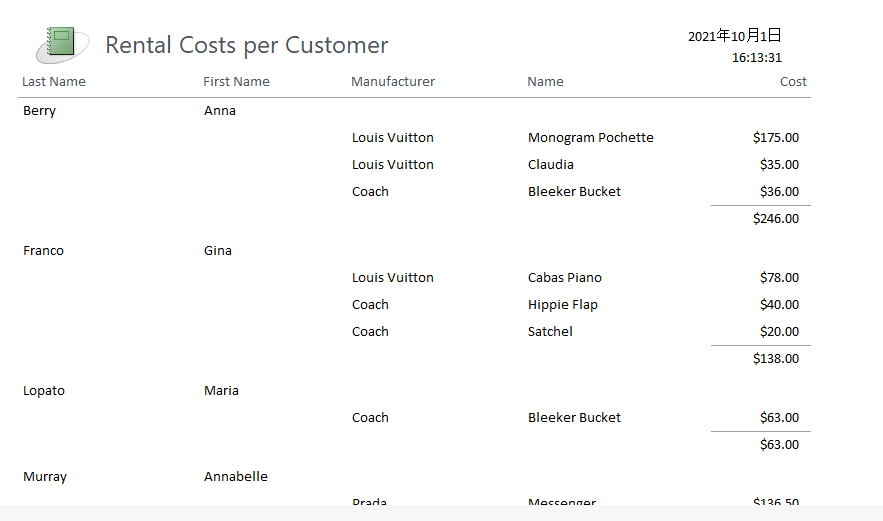 Rental Costs per Customer
2021年10月1日
16:13:31
Last Name First Name Manufacturer Name Cost
Berry Anna
Louis Vuitton Monogram Pochette $175.00
Louis Vuitton Claudia $35.00
Coach Bleeker Bucket $36.00
$246.00
Franco Gina
Louis Vuitton Cabas Piano $78.00
Coach Hippie Flap $40.00
Coach Satchel $20.00
$138.00
Lopato Maria
Coach Bleeker Bucket $63.00
$63.00
Murray Annabelle
Prada Messenger $136.50